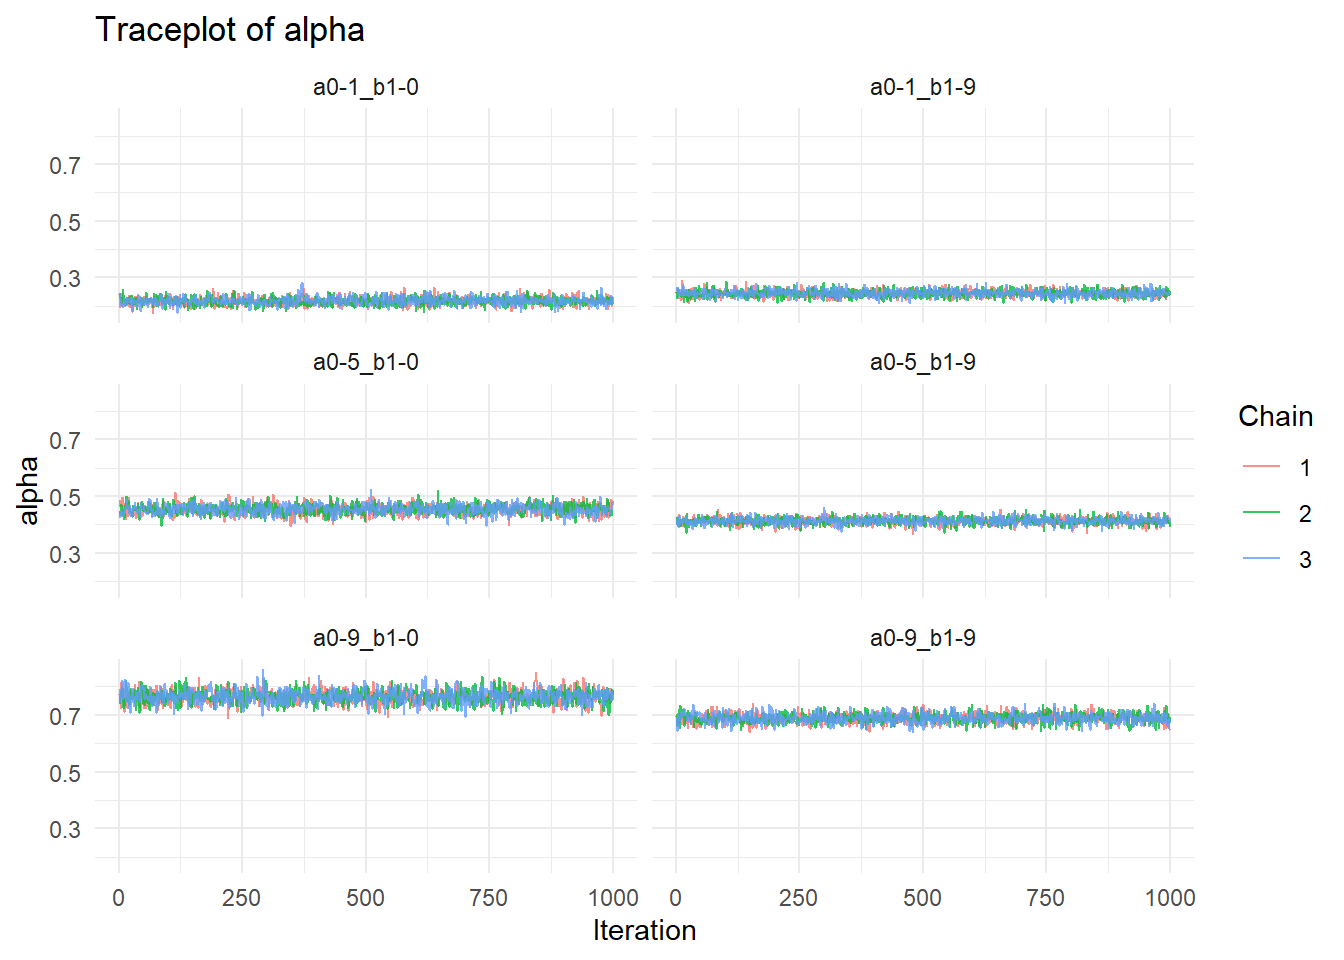 Traceplot of alpha
a0-1_b1-0
a0-1_b1-9
0.7
0.5
0.3
a0-5_b1-0
a0-5_b1-9
0.7
0.5
0.3
alpha
Chain
1
2
3
a0-9_b1-0
a0-9_b1-9
0.7
0.5
0.3
0 250 500 750 1000
0 250 500 750 1000
Iteration